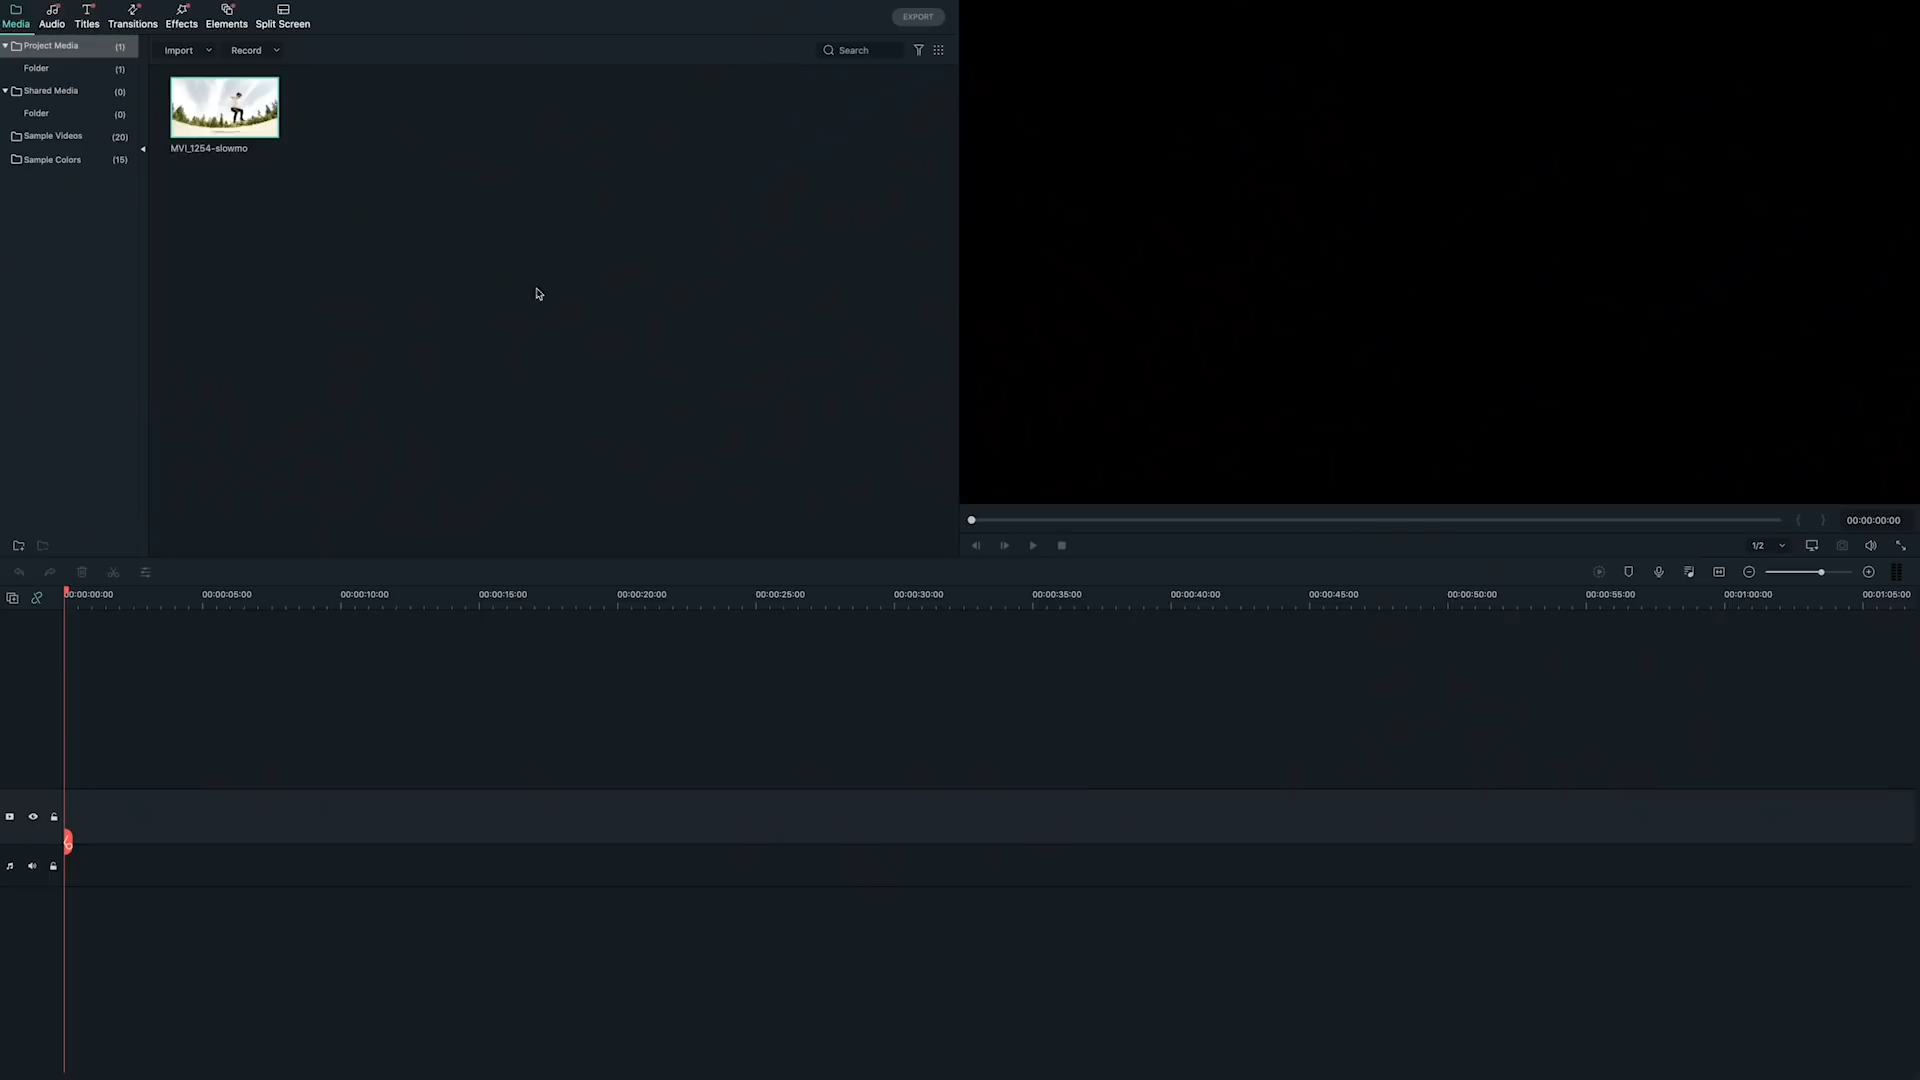 Media Audio Titles Transitions Effects Elements Split Screen
EXPORT
Project Media (1)
Import
Record
Search
Folder (1)
Shared Media (0)
Folder (0)
Sample Videos (20)
Sample Colors (15)
MVI_1254-slowmo
00:00:00:00
1/2
00:00:00:00 00:00:05:00 00:00:10:00 00:00:15:00 00:00:20:00 00:00:25:00 00:00:30:00 00:00:35:00 00:00:40:00 00:00:45:00 00:00:50:00 00:00:55:00 00:01:00:00 00:01:05:00